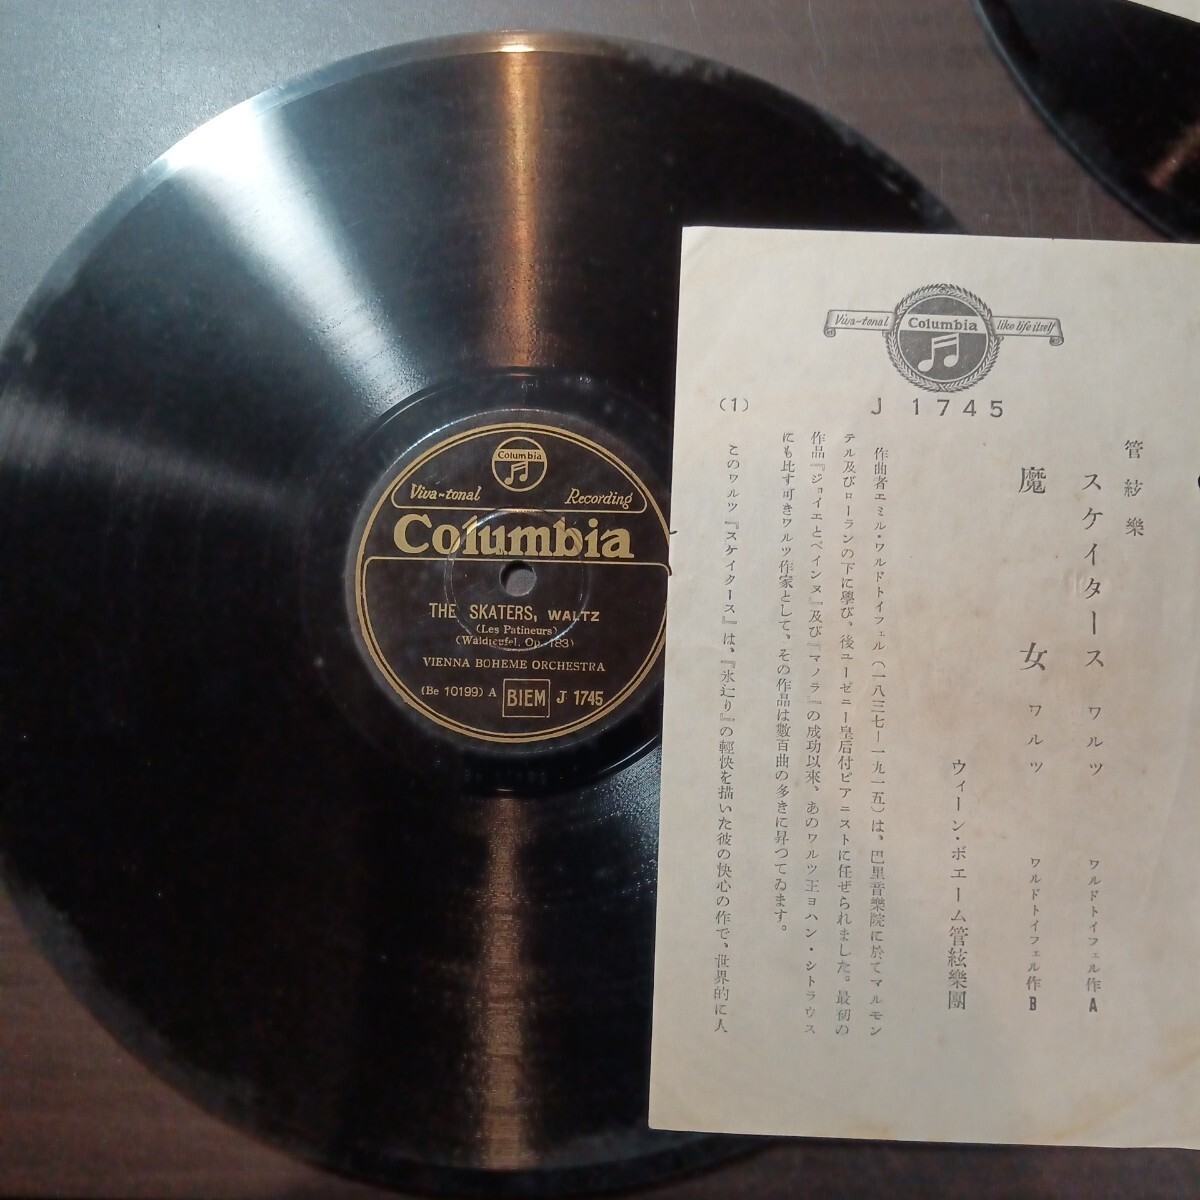 Columbia
Viva-tonal Recording
Columbia
THE SKATERS, WALTZ
(Les Patineurs)
(Waldteufel, Op. 183)
VIENNA BOHEME ORCHESTRA
(Be 10199) A BIEM J 1745
Viva-tonal Columbia like life itself
J 1745
管絃樂
スケイタース ワルツ ワルドトイフェル作A
魔女 ワルツ ワルドトイフェル作B
ウィーン・ボエーム管絃樂團
作曲者エミル・ワルドトイフェル(一八三七―一九一五)は、巴里音樂院に於てマルモン
テル及びローランの下に學び、後ユーゼニー皇后付ピアニストに任ぜられました。最初の
作品『ジョイエとペインヌ』及び『マノラ』の成功以來、あのワルツ王ヨハン・シトラウス
にも比す可きワルツ作家として、その作品は數百曲の多きに昇つてゐます。
(1)
このワルツ『スケイタース』は、『氷辷り』の輕快を描いた彼の快心の作で、世界的に人